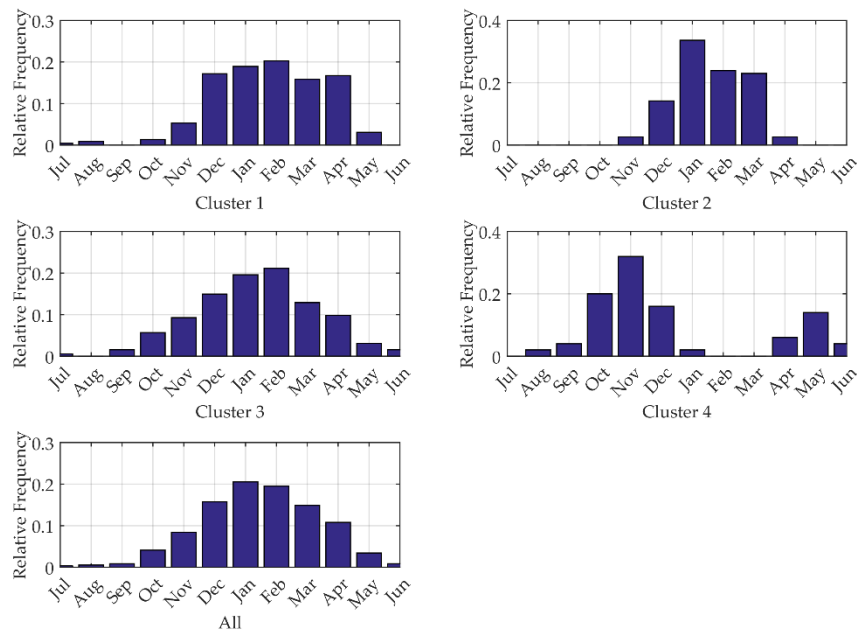 Relative Frequency
0.3
0.2
0.1
0
Jul Aug Sep Oct Nov Dec Jan Feb Mar Apr May Jun
Cluster 1
Relative Frequency
0.4
0.2
0
Jul Aug Sep Oct Nov Dec Jan Feb Mar Apr May Jun
Cluster 2
Relative Frequency
0.3
0.2
0.1
0
Jul Aug Sep Oct Nov Dec Jan Feb Mar Apr May Jun
Cluster 3
Relative Frequency
0.4
0.2
0
Jul Aug Sep Oct Nov Dec Jan Feb Mar Apr May Jun
Cluster 4
Relative Frequency
0.3
0.2
0.1
0
Jul Aug Sep Oct Nov Dec Jan Feb Mar Apr May Jun
All